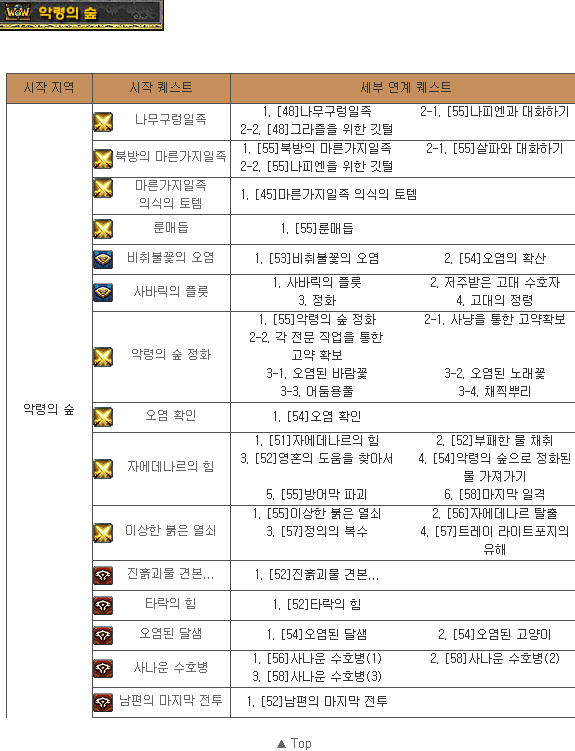 WoW 악령의 숲
시작 지역 시작 퀘스트 세부 연계 퀘스트
악령의 숲
나무구렁일족 1. [48]나무구렁일족 2-1. [55]나피엔과 대화하기
2-2. [48]그라즐을 위한 깃털
북방의 마른가지일족 1. [55]북방의 마른가지일족 2-1. [55]살파와 대화하기
2-2. [55]나피엔을 위한 깃털
마른가지일족
의식의 토템
1. [45]마른가지일족 의식의 토템
룬매듭 1. [55]룬매듭
비취불꽃의 오염 1. [53]비취불꽃의 오염 2. [54]오염의 확산
사바릭의 플룻 1. 사바릭의 플룻 2. 저주받은 고대 수호자
3. 정화 4. 고대의 정령
악령의 숲 정화 1. [55]악령의 숲 정화 2-1. 사냥을 통한 고약확보
2-2. 각 전문 직업을 통한
고약 확보
3-1. 오염된 바람꽃 3-2. 오염된 노래꽃
3-3. 어둠용풀 3-4. 채찍뿌리
오염 확인 1. [54]오염 확인
자에데나르의 힘 1. [51]자에데나르의 힘 2. [52]부패한 물 채취
3. [52]영혼의 도움을 찾아서 4. [54]악령의 숲으로 정화된
물 가져가기
5. [55]방어막 파괴 6. [58]마지막 일격
이상한 붉은 열쇠 1. [55]이상한 붉은 열쇠 2. [56]자에데나르 탈출
3. [57]정의의 복수 4. [57]트레이 라이트포지의
유해
진흙괴물 견본... 1. [52]진흙괴물 견본...
타락의 힘 1. [52]타락의 힘
오염된 달샘 1. [54]오염된 달샘 2. [54]오염된 고양이
사나운 수호병 1. [56]사나운 수호병(1) 2. [58]사나운 수호병(2)
3. [58]사나운 수호병(3)
남편의 마지막 전투 1. [52]남편의 마지막 전투
▲ Top